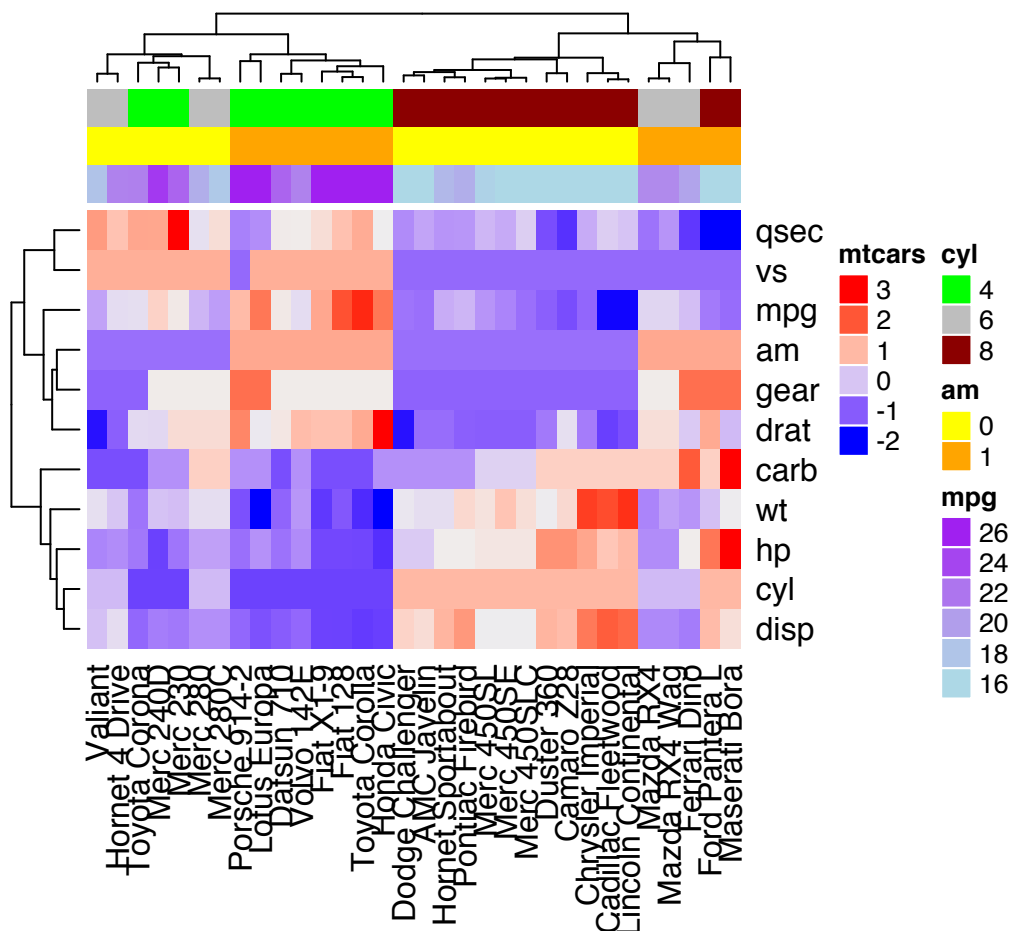 qsec
vs
mpg
am
gear
drat
carb
wt
hp
cyl
disp
Valiant
Hornet 4 Drive
Toyota Corona
Merc 240D
Merc 230
Merc 280
Merc 280C
Porsche 914-2
Lotus Europa
Datsun 710
Volvo 142E
Fiat X1-9
Fiat 128
Toyota Corolla
Honda Civic
Dodge Challenger
AMC Javelin
Hornet Sportabout
Pontiac Firebird
Merc 450SL
Merc 450SE
Merc 450SLC
Duster 360
Camaro Z28
Chrysler Imperial
Cadillac Fleetwood
Lincoln Continental
Mazda RX4
Mazda RX4 Wag
Ferrari Dino
Ford Pantera L
Maserati Bora
mtcars
3
2
1
0
-1
-2
cyl
4
6
8
am
0
1
mpg
26
24
22
20
18
16